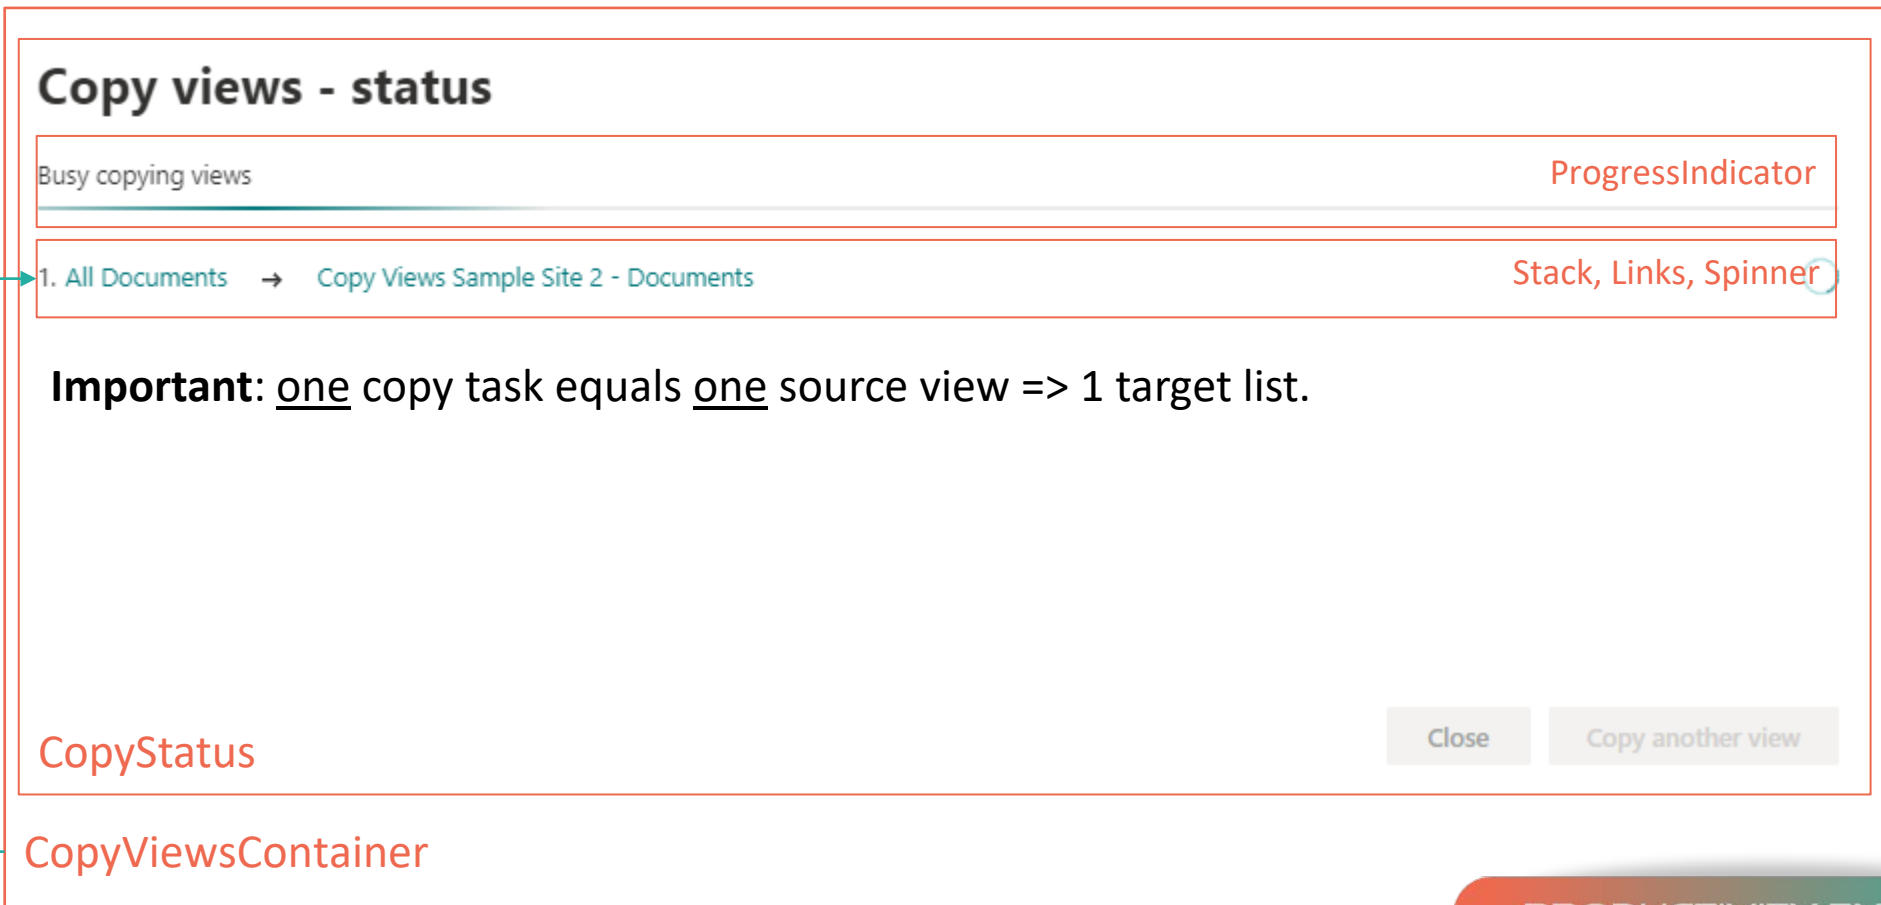 Copy views - status
Busy copying views
ProgressIndicator
1. All Documents → Copy Views Sample Site 2 - Documents
Stack, Links, Spinner
Important: one copy task equals one source view => 1 target list.
Close
Copy another view
CopyStatus
CopyViewsContainer